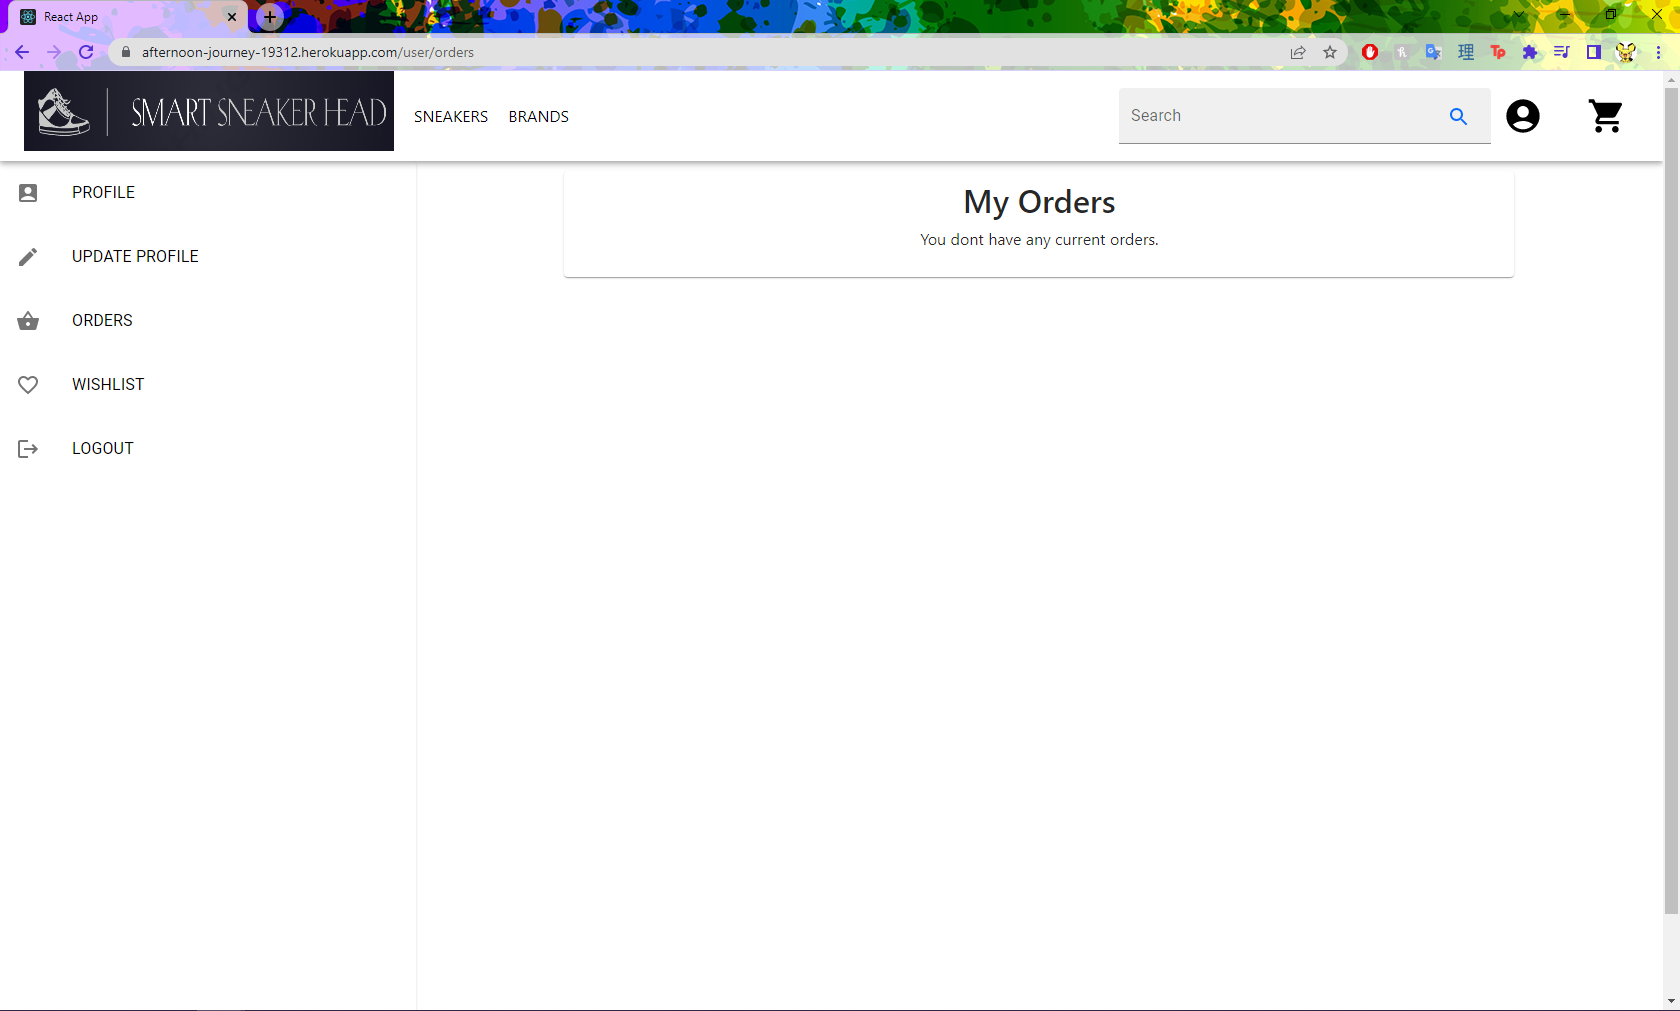 React App
afternoon-journey-19312.herokuapp.com/user/orders
SMART SNEAKER HEAD
SNEAKERS
BRANDS
Search
PROFILE
UPDATE PROFILE
ORDERS
WISHLIST
LOGOUT
My Orders
You dont have any current orders.